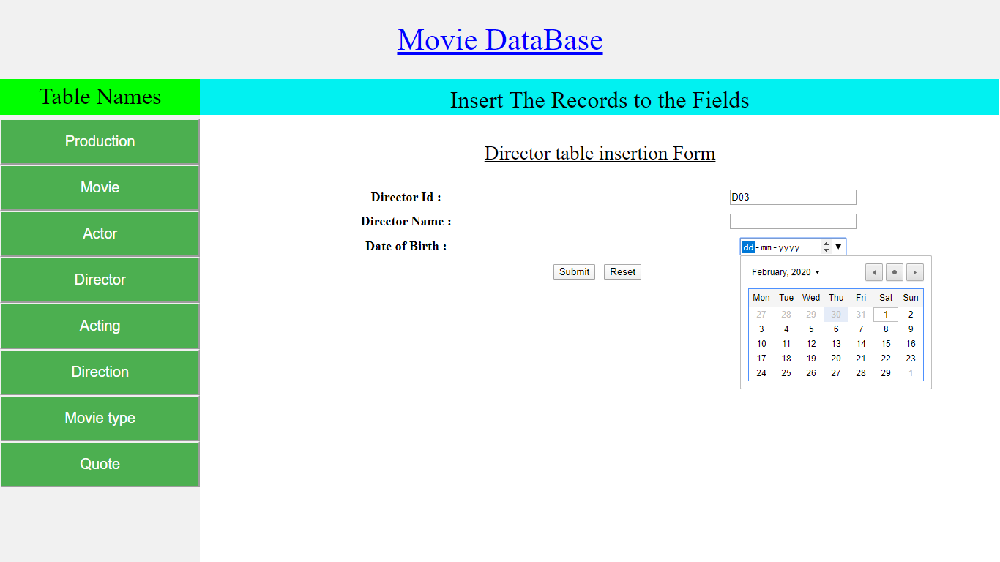 Movie DataBase
Table Names
Insert The Records to the Fields
Production
Movie
Actor
Director
Acting
Direction
Movie type
Quote
Director table insertion Form
Director Id : D03
Director Name :
Date of Birth : dd-mm-yyyy
Submit Reset
February, 2020
Mon Tue Wed Thu Fri Sat Sun
27 28 29 30 31 1 2
3 4 5 6 7 8 9
10 11 12 13 14 15 16
17 18 19 20 21 22 23
24 25 26 27 28 29 1